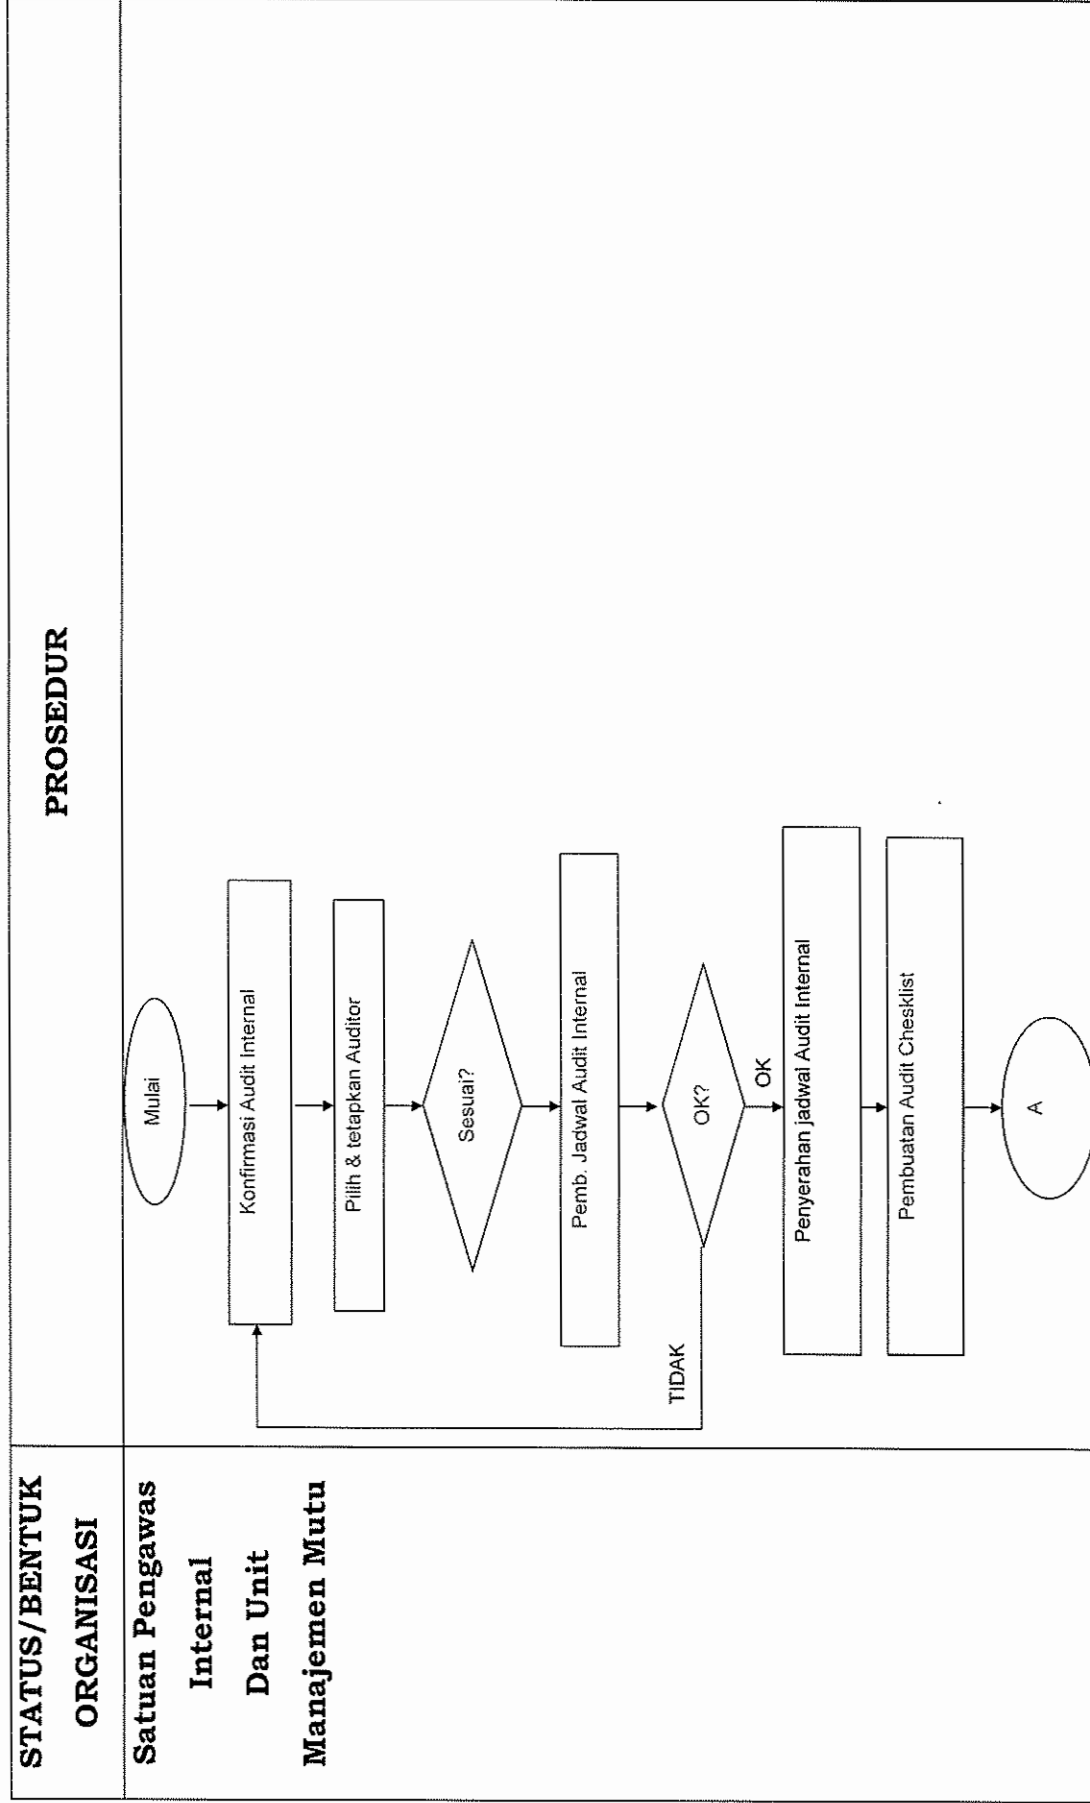 STATUS/BENTUK
ORGANISASI
PROSEDUR
Satuan Pengawas
Internal
Dan Unit
Manajemen Mutu
Mulai
Konfirmasi Audit Internal
Pilih & tetapkan Auditor
Sesuai?
Pemb. Jadwal Audit Internal
OK?
TIDAK
OK
Penyerahan jadwal Audit Internal
Pembuatan Audit Chesklist
A